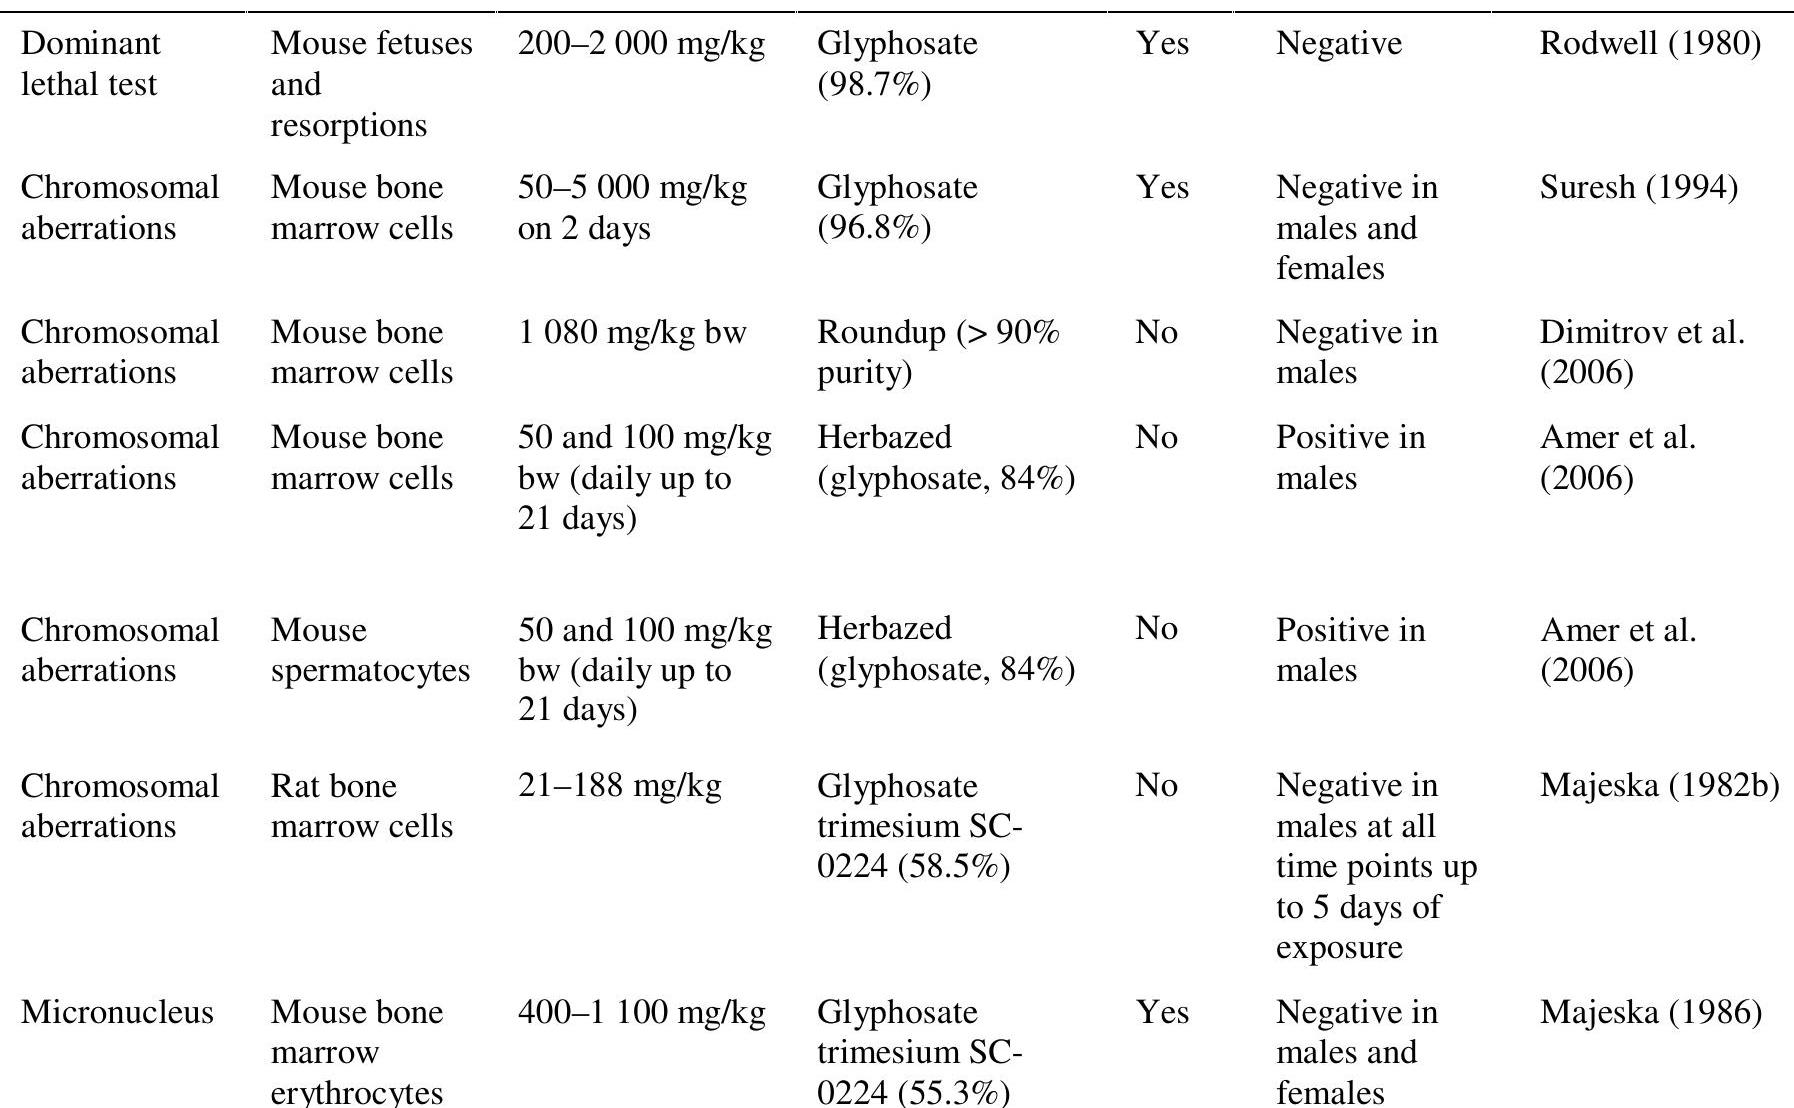 Dominant lethal test
Mouse fetuses and resorptions
200–2 000 mg/kg
Glyphosate (98.7%)
Yes
Negative
Rodwell (1980)
Chromosomal aberrations
Mouse bone marrow cells
50–5 000 mg/kg on 2 days
Glyphosate (96.8%)
Yes
Negative in males and females
Suresh (1994)
Chromosomal aberrations
Mouse bone marrow cells
1 080 mg/kg bw
Roundup (> 90% purity)
No
Negative in males
Dimitrov et al. (2006)
Chromosomal aberrations
Mouse bone marrow cells
50 and 100 mg/kg bw (daily up to 21 days)
Herbazed (glyphosate, 84%)
No
Positive in males
Amer et al. (2006)
Chromosomal aberrations
Mouse spermatocytes
50 and 100 mg/kg bw (daily up to 21 days)
Herbazed (glyphosate, 84%)
No
Positive in males
Amer et al. (2006)
Chromosomal aberrations
Rat bone marrow cells
21–188 mg/kg
Glyphosate trimesium SC-0224 (58.5%)
No
Negative in males at all time points up to 5 days of exposure
Majeska (1982b)
Micronucleus
Mouse bone marrow erythrocytes
400–1 100 mg/kg
Glyphosate trimesium SC-0224 (55.3%)
Yes
Negative in males and females
Majeska (1986)